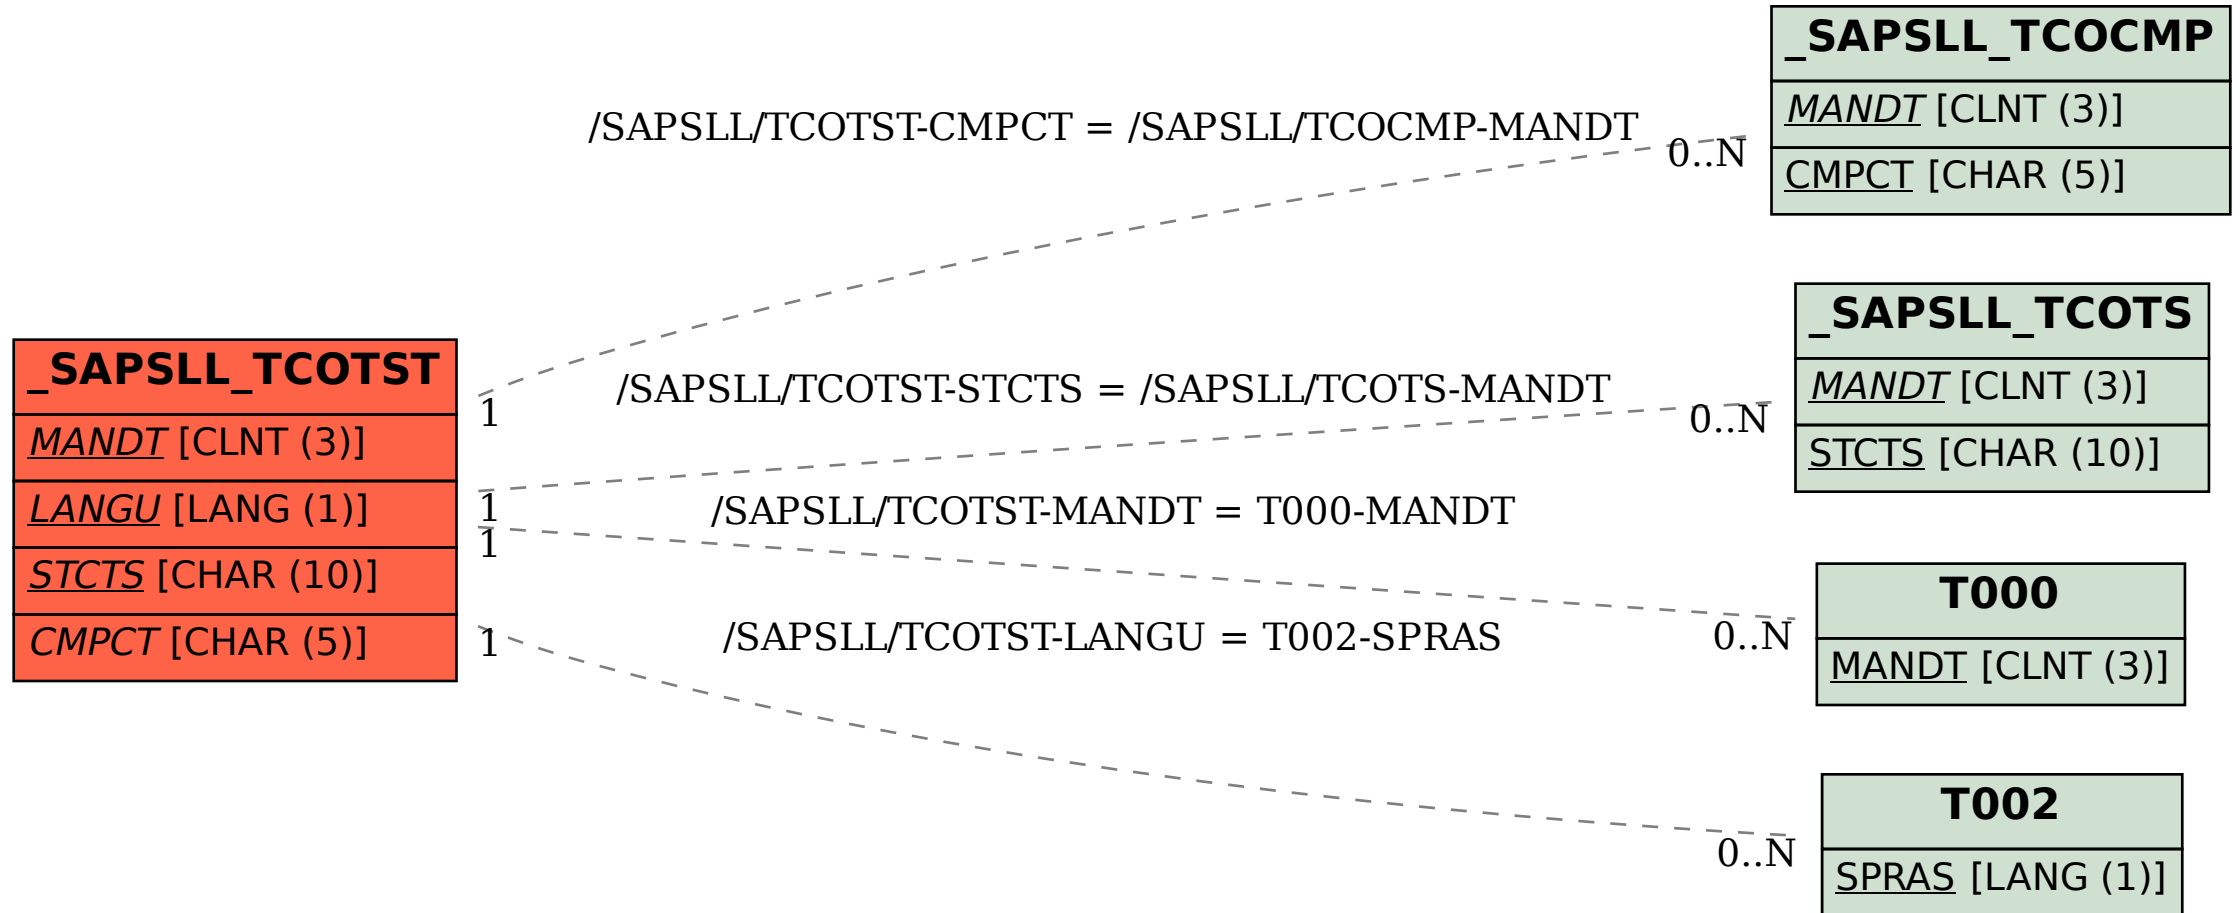 _SAPSLL_TCOTST
MANDT [CLNT (3)]
LANGU [LANG (1)]
STCTS [CHAR (10)]
CMPCT [CHAR (5)]
/SAPSLL/TCOTST-CMPCT = /SAPSLL/TCOCMP-MANDT
1
0..N
/SAPSLL/TCOTST-STCTS = /SAPSLL/TCOTS-MANDT
1
0..N
/SAPSLL/TCOTST-MANDT = T000-MANDT
1
0..N
/SAPSLL/TCOTST-LANGU = T002-SPRAS
1
0..N
_SAPSLL_TCOCMP
MANDT [CLNT (3)]
CMPCT [CHAR (5)]
_SAPSLL_TCOTS
MANDT [CLNT (3)]
STCTS [CHAR (10)]
T000
MANDT [CLNT (3)]
T002
SPRAS [LANG (1)]